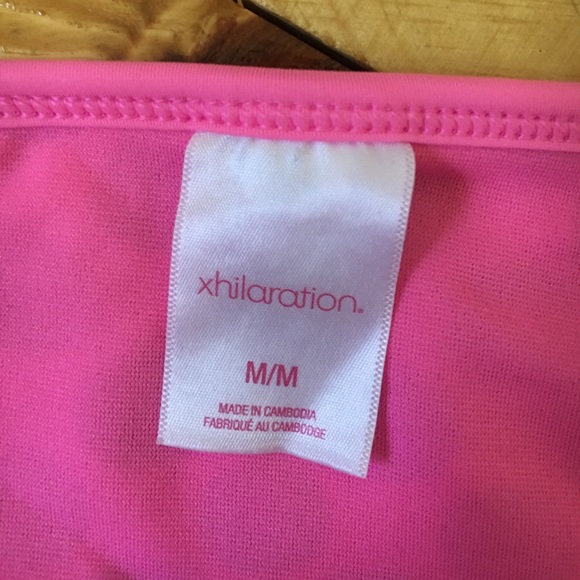 xhilaration.
M/M
MADE IN CAMBODIA
FABRIQUÉ AU CAMBODGE